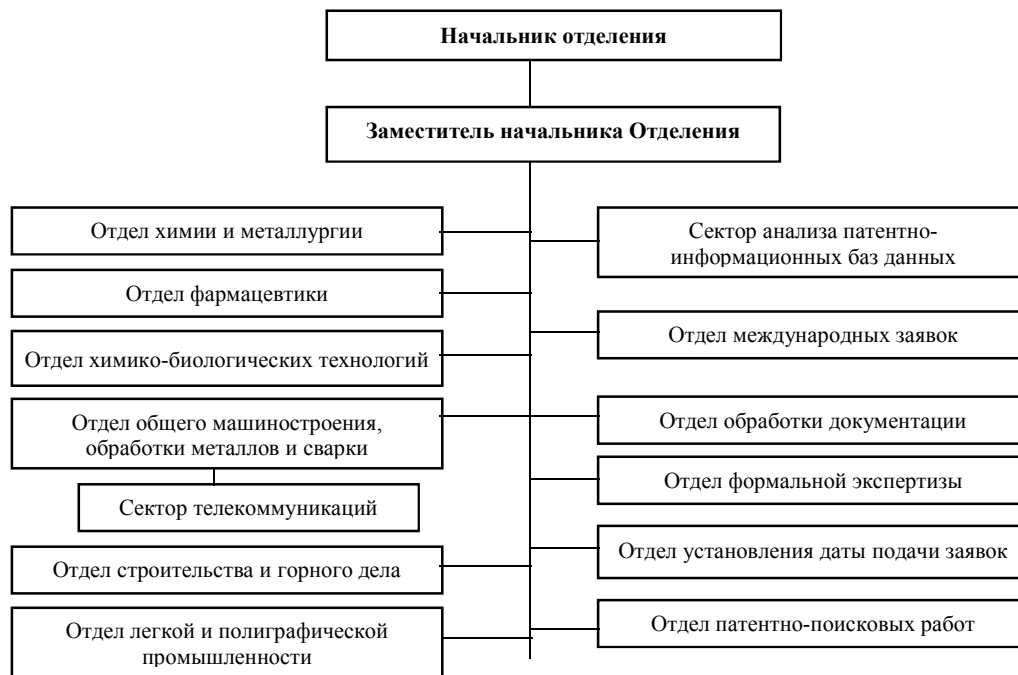 Начальник отделения
Заместитель начальника Отделения
Отдел химии и металлургии
Отдел фармацевтики
Отдел химико-биологических технологий
Отдел общего машиностроения,
обработки металлов и сварки
Сектор телекоммуникаций
Отдел строительства и горного дела
Отдел легкой и полиграфической
промышленности
Сектор анализа патентно-
информационных баз данных
Отдел международных заявок
Отдел обработки документации
Отдел формальной экспертизы
Отдел установления даты подачи заявок
Отдел патентно-поисковых работ